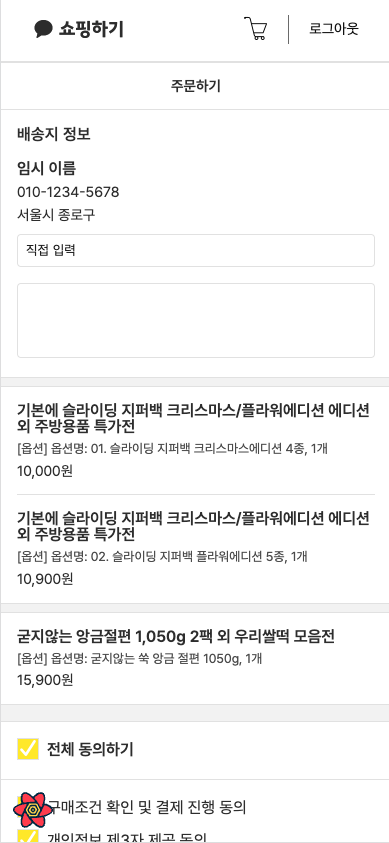 쇼핑하기
로그아웃
주문하기
배송지 정보
임시 이름
010-1234-5678
서울시 종로구
직접 입력
기본에 슬라이딩 지퍼백 크리스마스/플라워에디션 에디션
외 주방용품 특가전
[옵션] 옵션명: 01. 슬라이딩 지퍼백 크리스마스에디션 4종, 1개
10,000원
기본에 슬라이딩 지퍼백 크리스마스/플라워에디션 에디션
외 주방용품 특가전
[옵션] 옵션명: 02. 슬라이딩 지퍼백 플라워에디션 5종, 1개
10,900원
굳지않는 앙금절편 1,050g 2팩 외 우리쌀떡 모음전
[옵션] 옵션명: 굳지않는 쑥 앙금 절편 1050g, 1개
15,900원
전체 동의하기
구매조건 확인 및 결제 진행 동의
개인정보 제3자 제공 동의